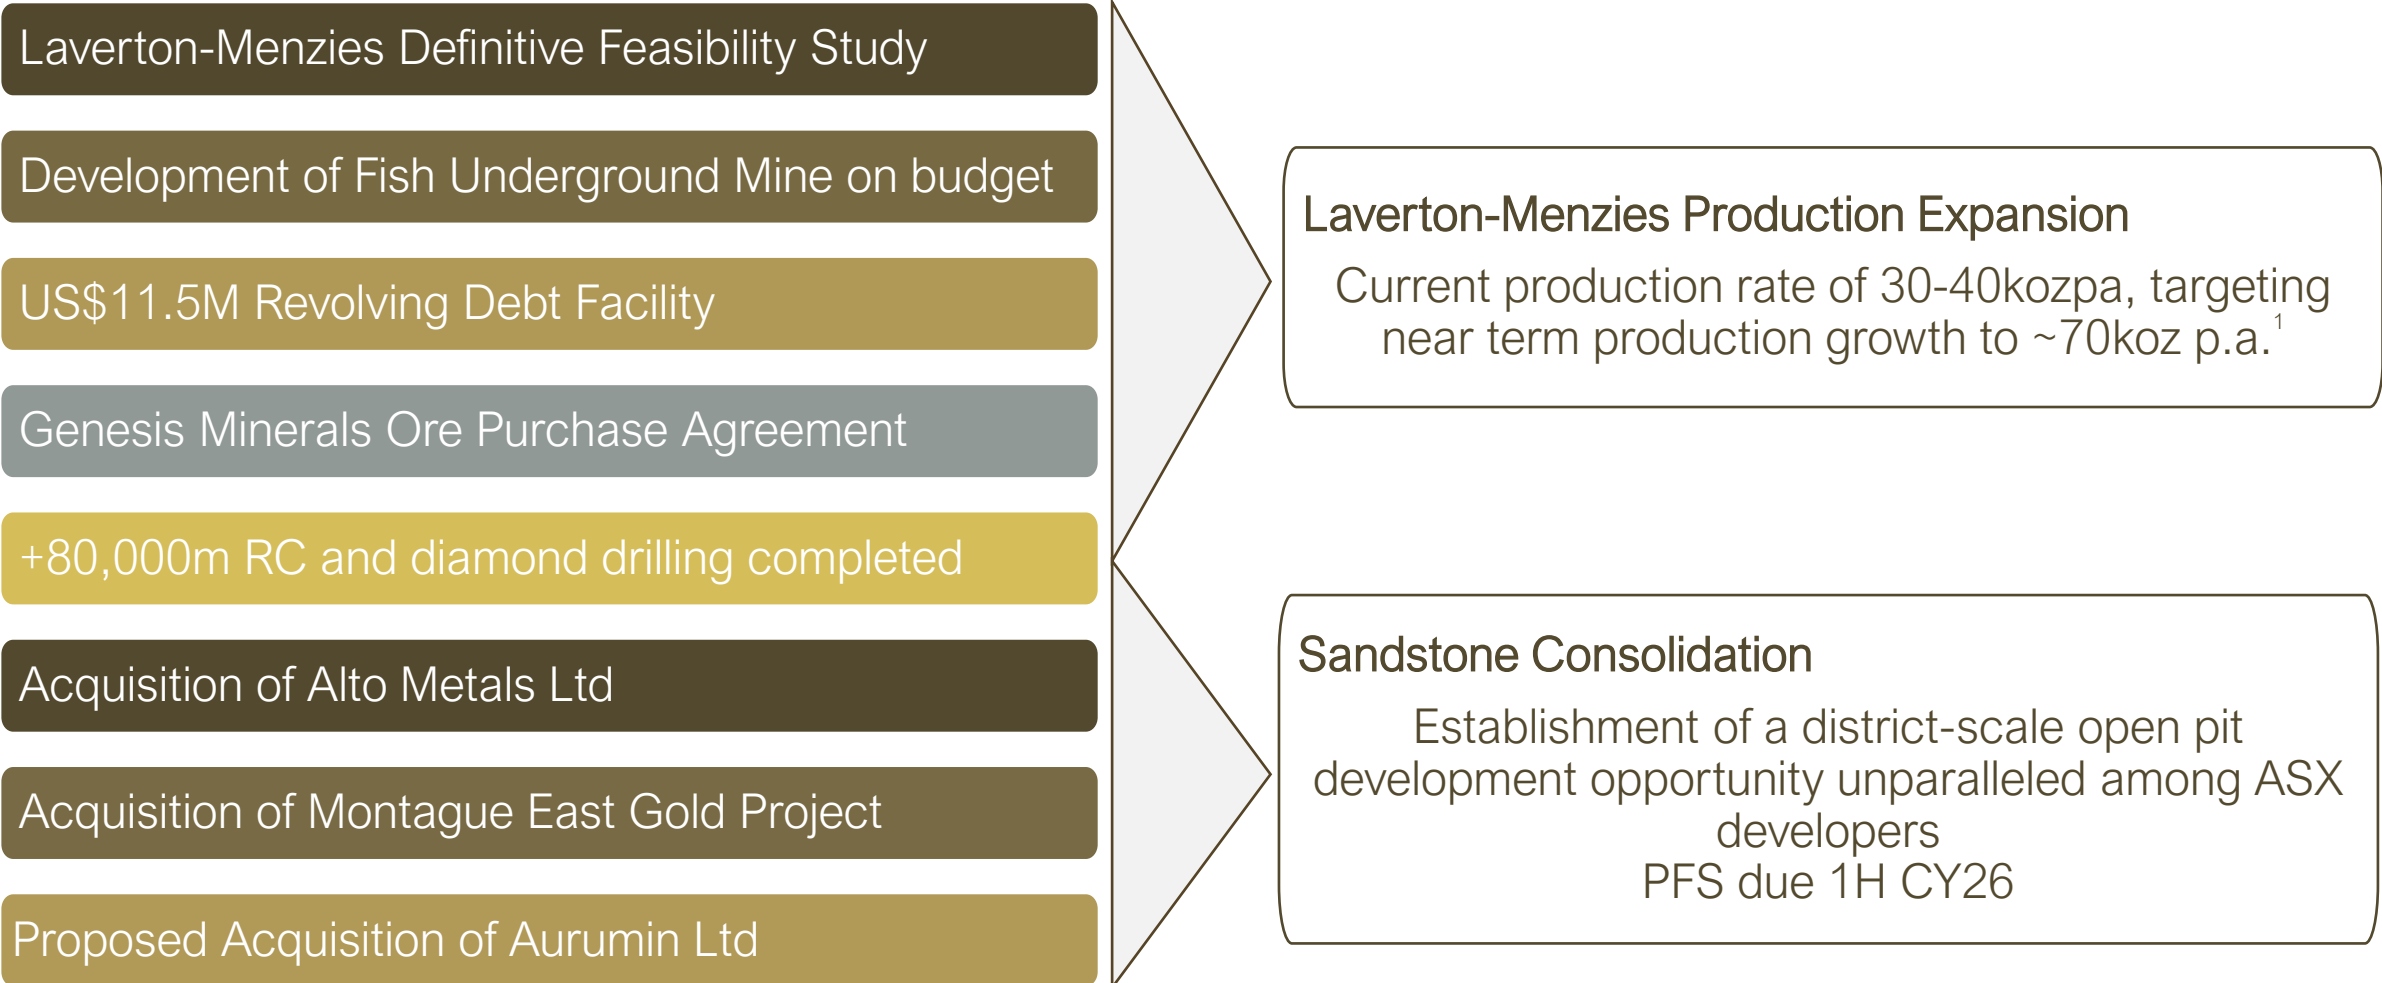 Laverton-Menzies Definitive Feasibility Study
Development of Fish Underground Mine on budget
US$11.5M Revolving Debt Facility
Genesis Minerals Ore Purchase Agreement
+80,000m RC and diamond drilling completed
Acquisition of Alto Metals Ltd
Acquisition of Montague East Gold Project
Proposed Acquisition of Aurumin Ltd
Laverton-Menzies Production Expansion
Current production rate of 30-40kozpa, targeting
near term production growth to ~70koz p.a.¹
Sandstone Consolidation
Establishment of a district-scale open pit
development opportunity unparalleled among ASX
developers
PFS due 1H CY26